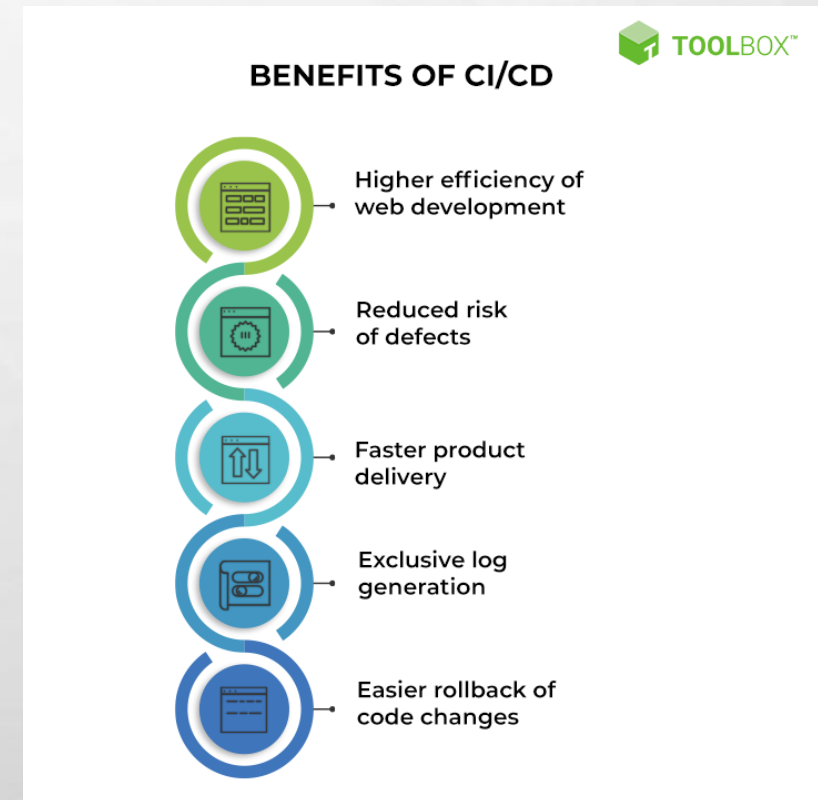 TOOLBOX™
BENEFITS OF CI/CD
Higher efficiency of
web development
Reduced risk
of defects
Faster product
delivery
Exclusive log
generation
Easier rollback of
code changes